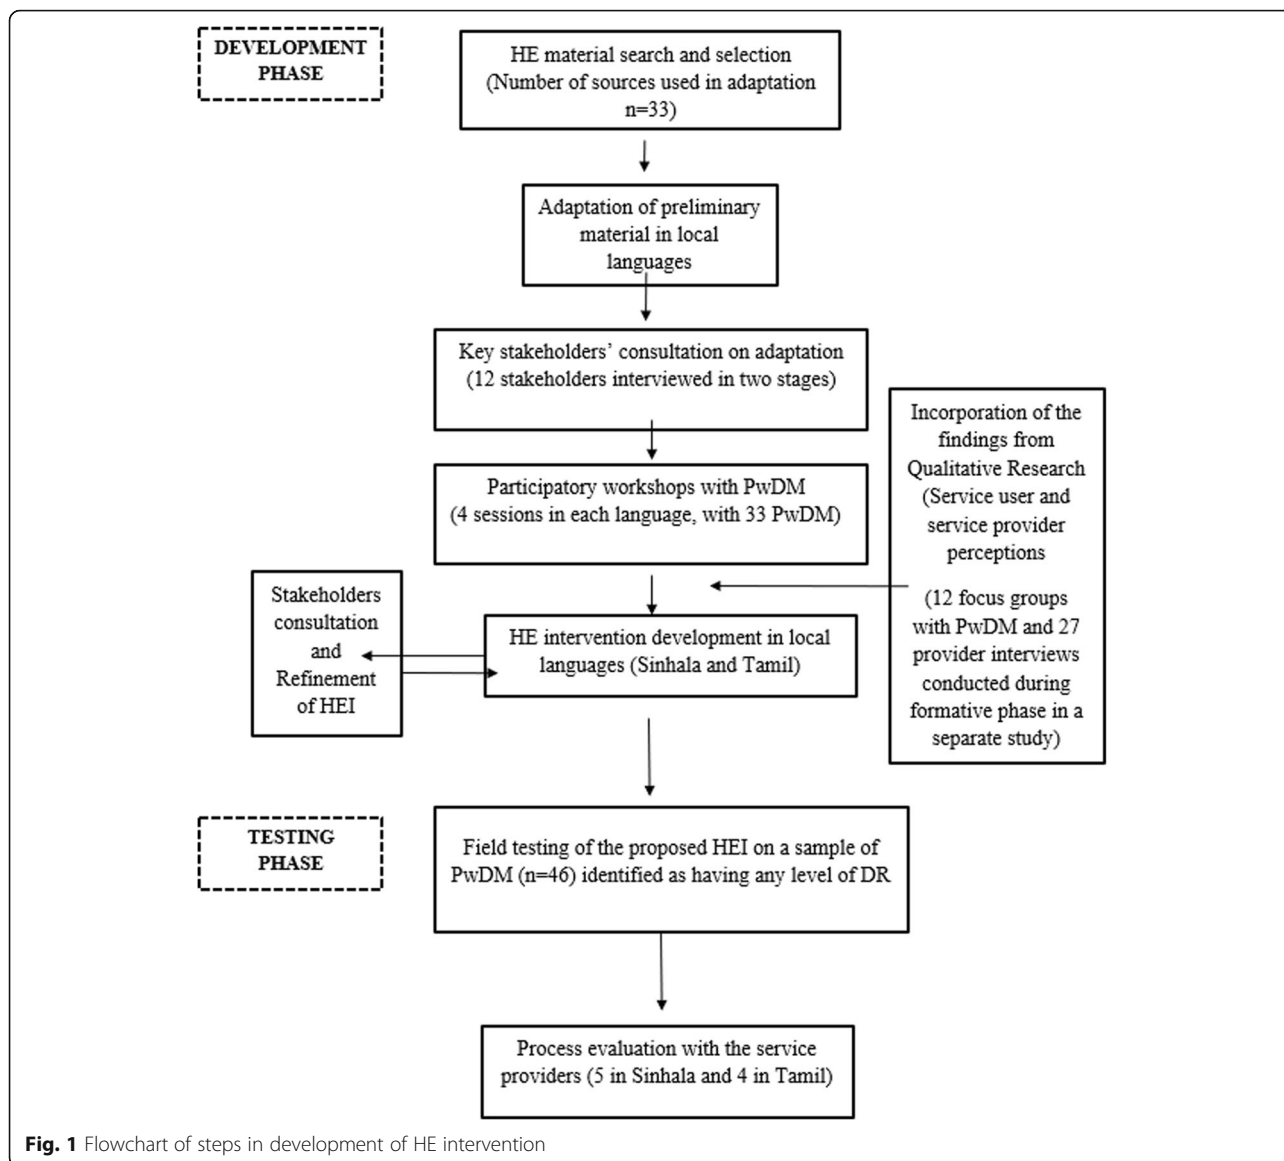 DEVELOPMENT
PHASE
HE material search and selection
(Number of sources used in adaptation
n=33)
Adaptation of preliminary
material in local
languages
Key stakeholders’ consultation on adaptation
(12 stakeholders interviewed in two stages)
Participatory workshops with PwDM
(4 sessions in each language, with 33 PwDM)
Incorporation of the
findings from
Qualitative Research
(Service user and
service provider
perceptions
(12 focus groups
with PwDM and 27
provider interviews
conducted during
formative phase in a
separate study)
Stakeholders
consultation
and
Refinement
of HEI
HE intervention development in local
languages (Sinhala and Tamil)
TESTING
PHASE
Field testing of the proposed HEI on a sample of
PwDM (n=46) identified as having any level of DR
Process evaluation with the service
providers (5 in Sinhala and 4 in Tamil)
Fig. 1 Flowchart of steps in development of HE intervention